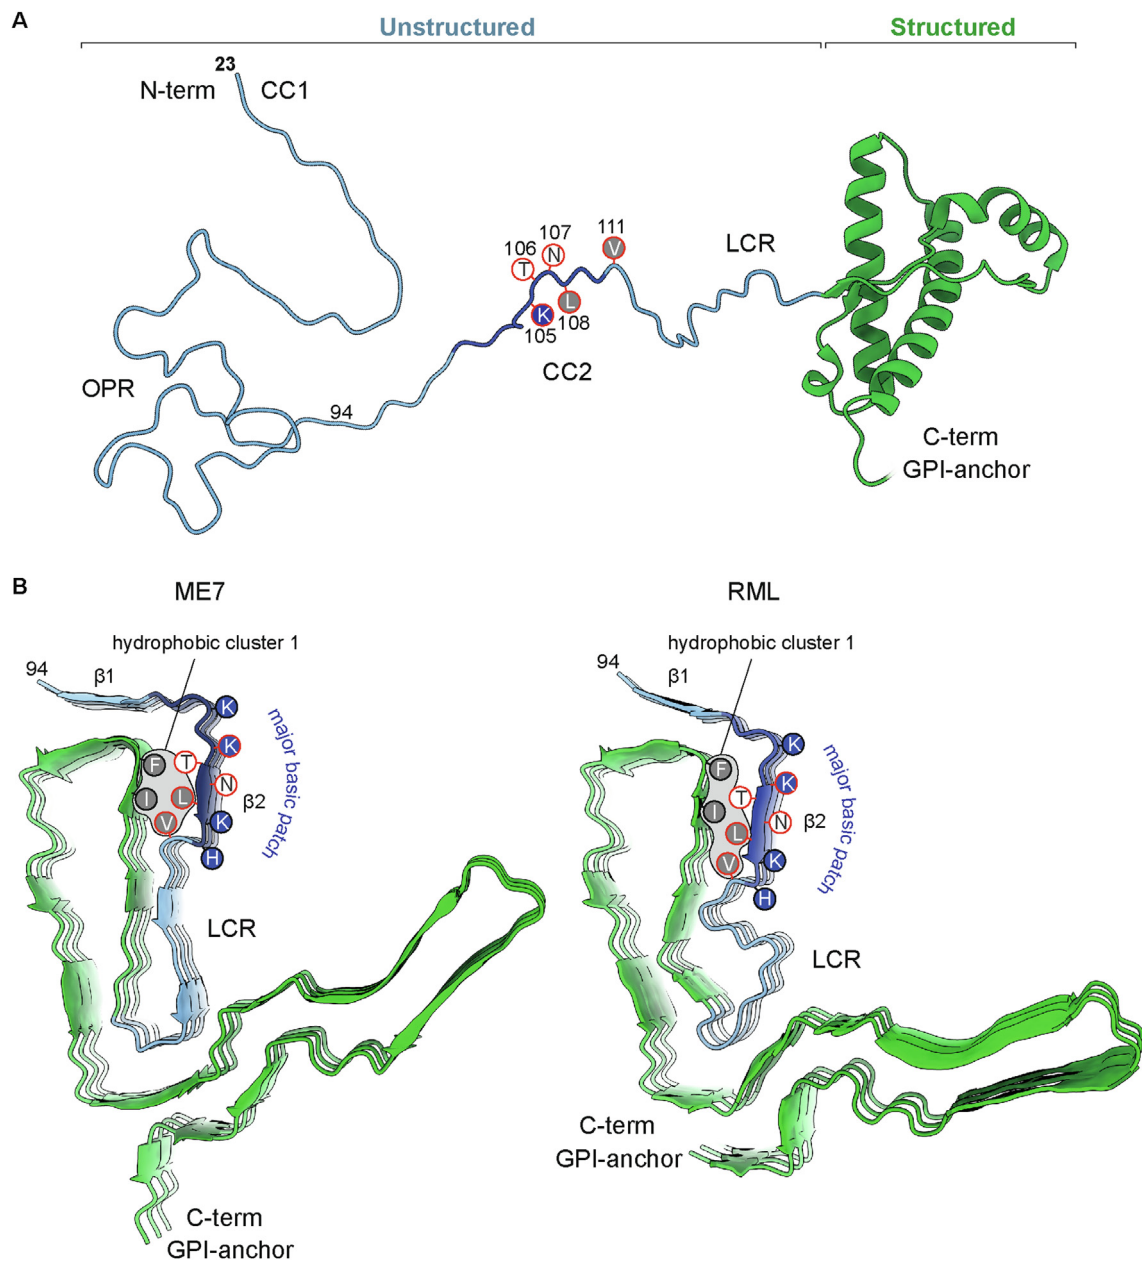 A
Unstructured
Structured
23
N-term
CC1
OPR
94
106
107
111
T
N
V
K
L
105
108
CC2
LCR
C-term
GPI-anchor
B
ME7
hydrophobic cluster 1
94
β1
K
K
F
T
N
I
L
β2
V
K
H
major basic patch
LCR
C-term
GPI-anchor
RML
hydrophobic cluster 1
94
β1
K
F
K
T
I
N
β2
L
V
K
H
major basic patch
LCR
C-term
GPI-anchor